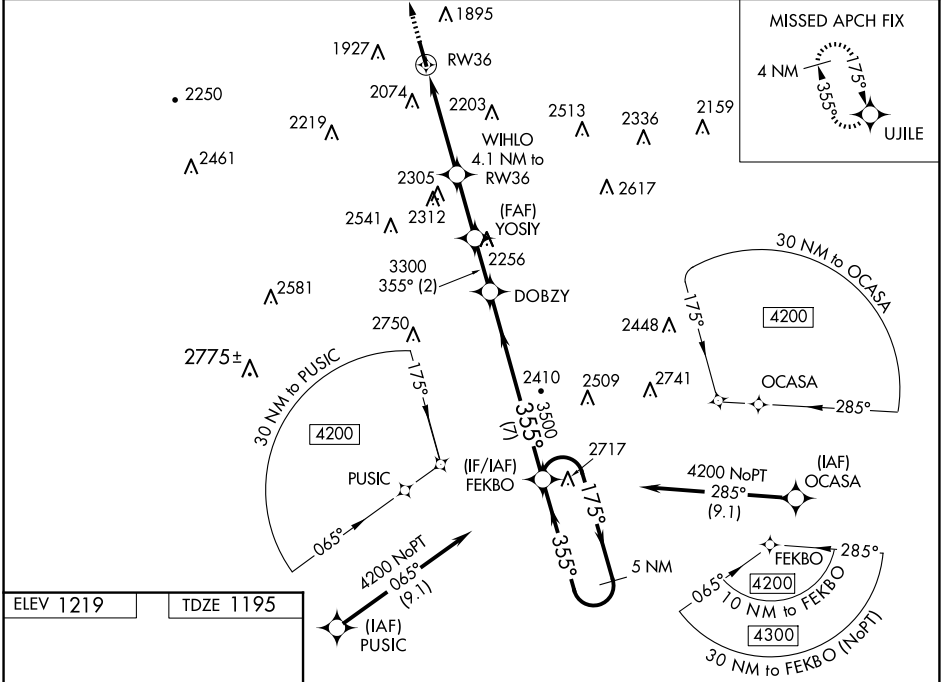 1895
1927
RW36
MISSED APCH FIX
4 NM
175°
355°
UJILE
2250
2074
2203
2513
2336
2159
2219
2461
WIHLO
4.1 NM to
RW36
2305
2312
2617
2541
(FAF)
YOSIY
2256
3300
355° (2)
DOBZY
30 NM to OCASA
175°
4200
OCASA
285°
2581
2750
2448
2775±
30 NM to PUSIC
175°
4200
PUSIC
065°
2410
2509
2741
3500
355°
(7)
2717
(IF/IAF)
FEKBO
175°
355°
5 NM
4200 NoPT
285°
(9.1)
(IAF)
OCASA
4200 NoPT
065°
(9.1)
(IAF)
PUSIC
FEKBO
285°
065°
4200
10 NM to FEKBO
4300
30 NM to FEKBO (NoPT)
ELEV 1219
TDZE 1195